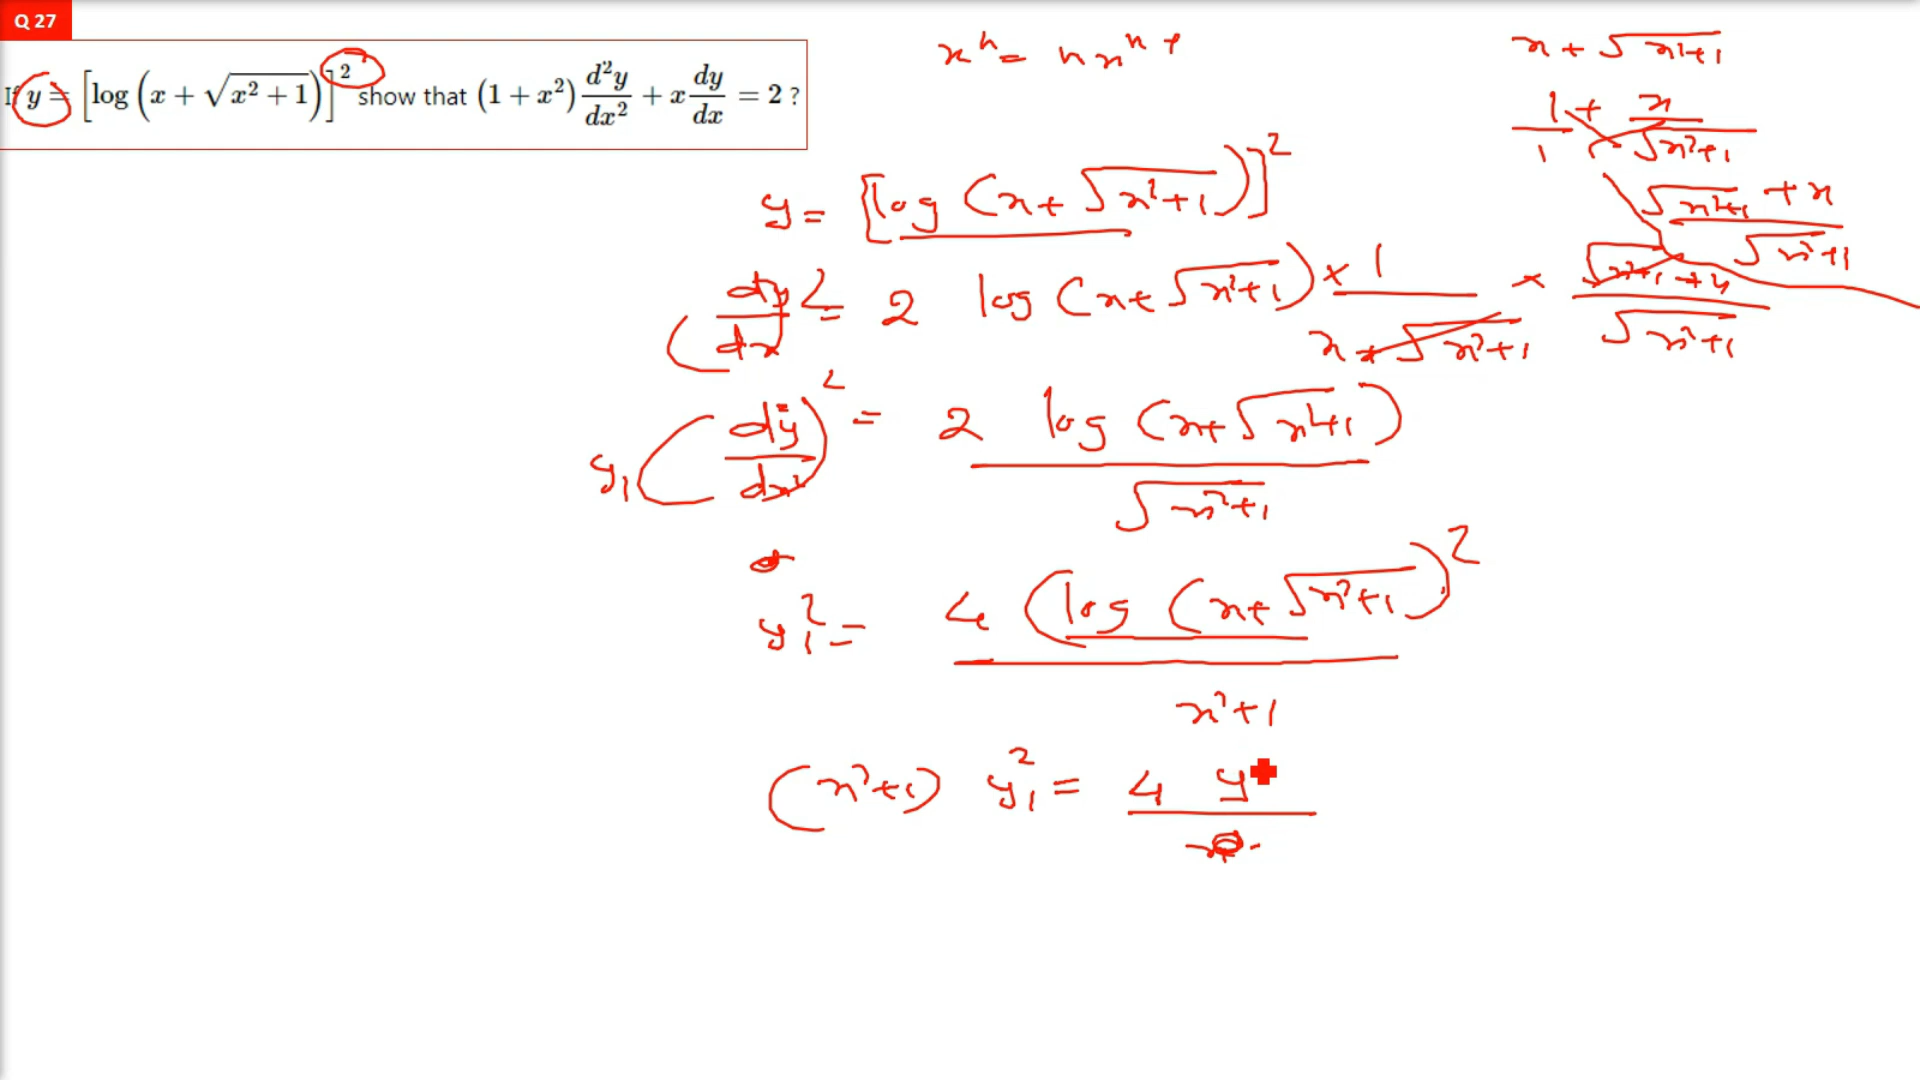 Q 27
If y = [log (x + √(x² + 1))]² show that (1 + x²) d²y/dx² + x dy/dx = 2 ?
xⁿ = n xⁿ
x + √(x²+1)
1/1 + x/√(x²+1)
(√(x²+1) + x)/√(x²+1)
y = [log (x + √(x²+1))]²
dy/dx = 2 log (x + √(x²+1)) × 1/(x + √(x²+1)) × (√(x²+1) + x)/√(x²+1)
y₁ (dy/dx)² = 2 log (x + √(x²+1)) / √(x²+1)
y₁² = 4 (log (x + √(x²+1)))² / (x²+1)
(x²+1) y₁² = 4 y